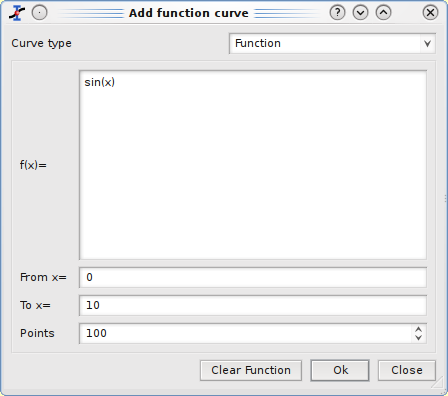 Add function curve
Curve type Function
sin(x)
f(x)=
From x= 0
To x= 10
Points 100
Clear Function Ok Close